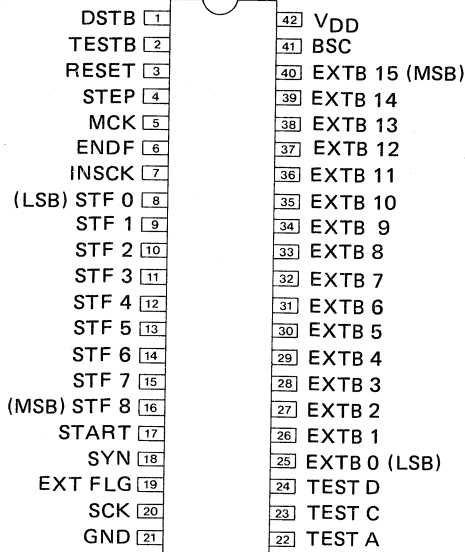 DSTB 1
TESTB 2
RESET 3
STEP 4
MCK 5
ENDF 6
INSCK 7
(LSB) STF 0 8
STF 1 9
STF 2 10
STF 3 11
STF 4 12
STF 5 13
STF 6 14
STF 7 15
(MSB) STF 8 16
START 17
SYN 18
EXT FLG 19
SCK 20
GND 21
42 VDD
41 BSC
40 EXTB 15 (MSB)
39 EXTB 14
38 EXTB 13
37 EXTB 12
36 EXTB 11
35 EXTB 10
34 EXTB 9
33 EXTB 8
32 EXTB 7
31 EXTB 6
30 EXTB 5
29 EXTB 4
28 EXTB 3
27 EXTB 2
26 EXTB 1
25 EXTB 0 (LSB)
24 TEST D
23 TEST C
22 TEST A